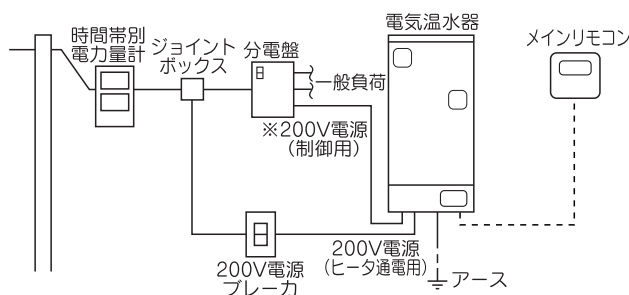 時間帯別
電力量計
ジョイント
ボックス
分電盤
一般負荷
※200V電源
(制御用)
電気温水器
メインリモコン
200V電源
ブレーカ
200V電源
(ヒータ通電用)
アース